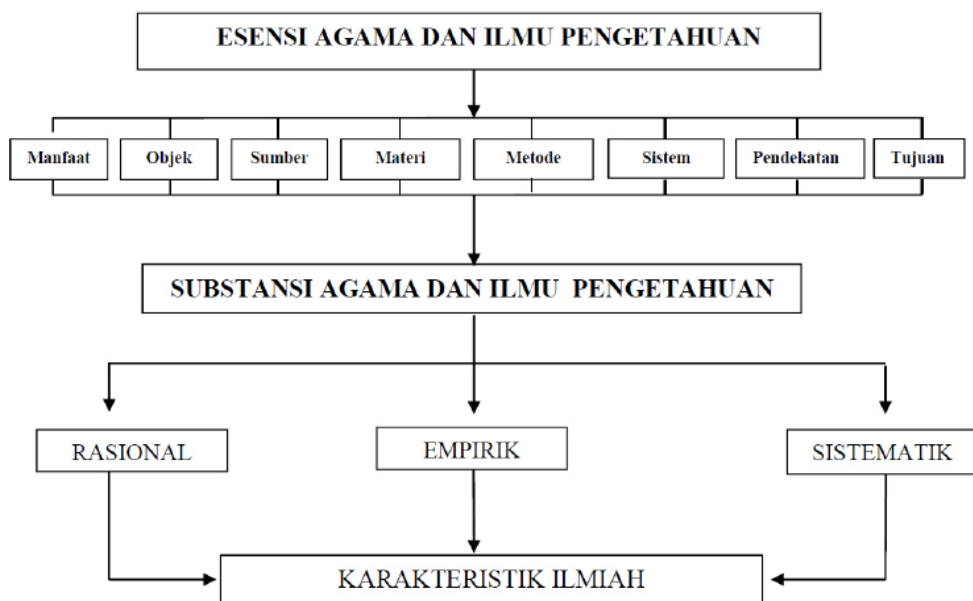 ESENSI AGAMA DAN ILMU PENGETAHUAN
Manfaat
Objek
Sumber
Materi
Metode
Sistem
Pendekatan
Tujuan
SUBSTANSI AGAMA DAN ILMU PENGETAHUAN
RASIONAL
EMPIRIK
SISTEMATIK
KARAKTERISTIK ILMIAH